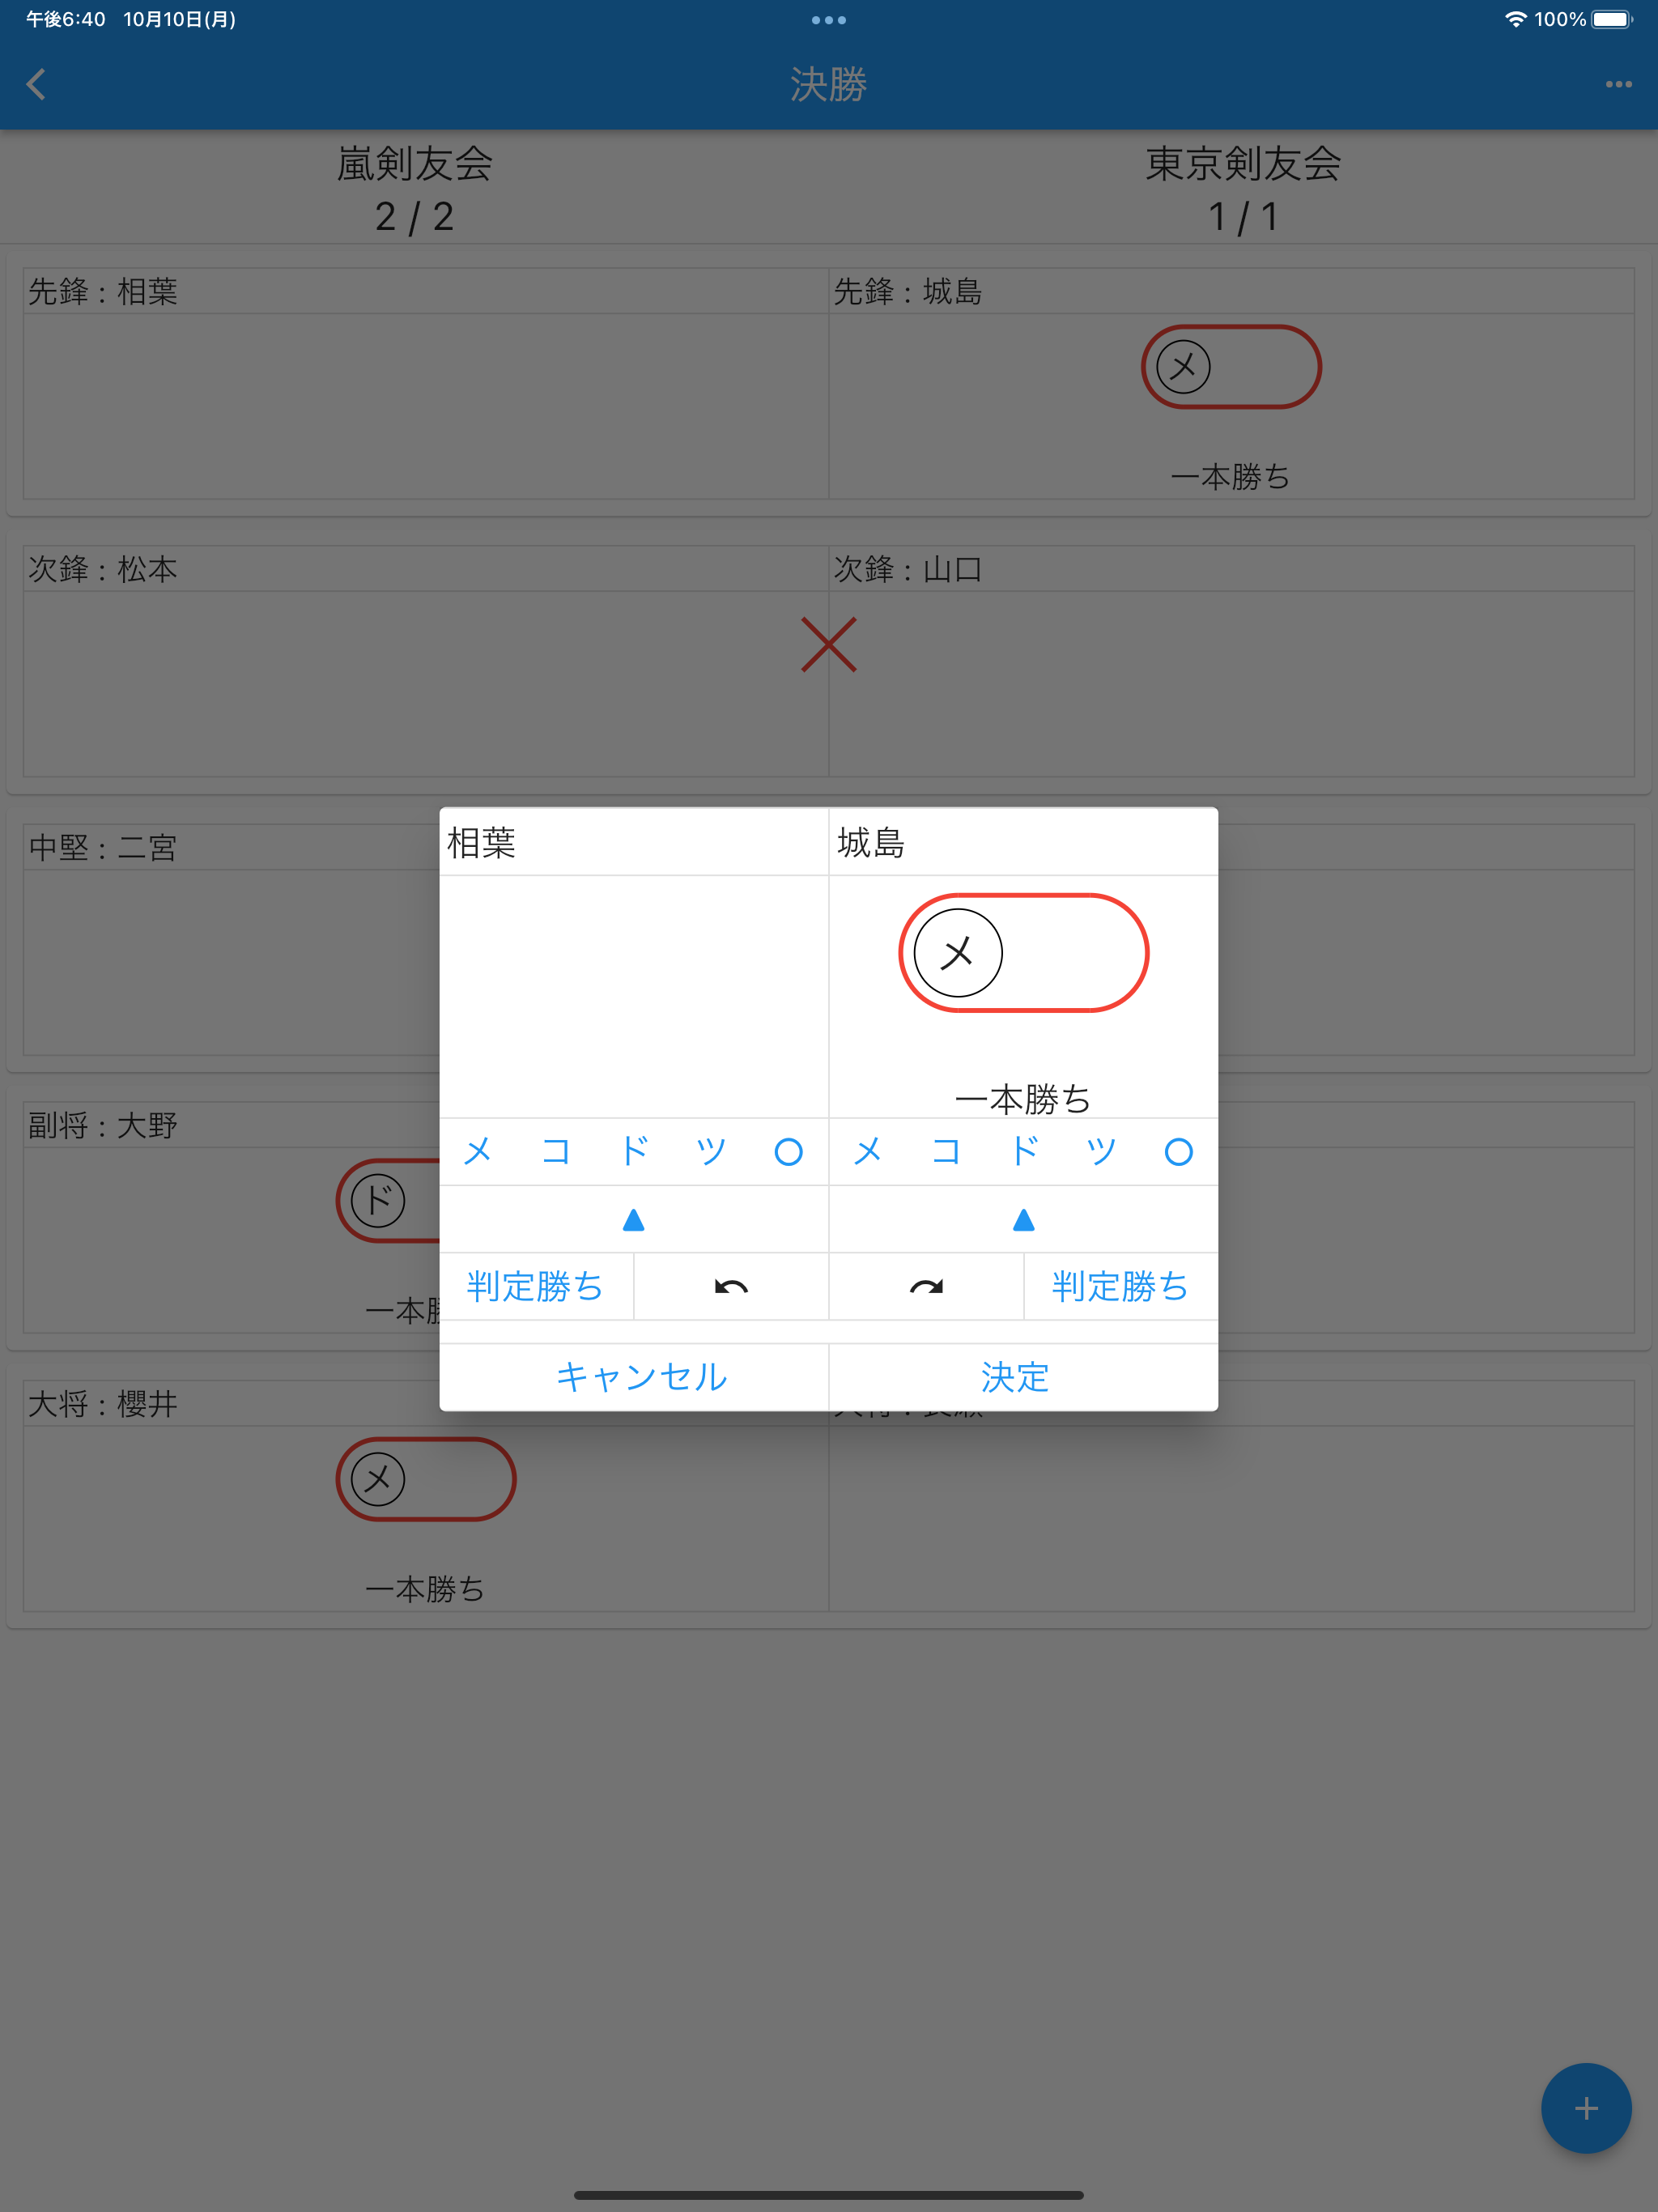 午後6:40 10月10日(月) 100%
決勝
嵐剣友会 東京剣友会
2 / 2 1 / 1
先鋒 : 相葉 先鋒 : 城島
メ
一本勝ち
次鋒 : 松本 次鋒 : 山口
中堅 : 二宮
相葉 城島
メ
一本勝ち
メ コ ド ツ メ コ ド ツ
判定勝ち 判定勝ち
キャンセル 決定
副将 : 大野
ド
一本
大将 : 櫻井
メ
一本勝ち